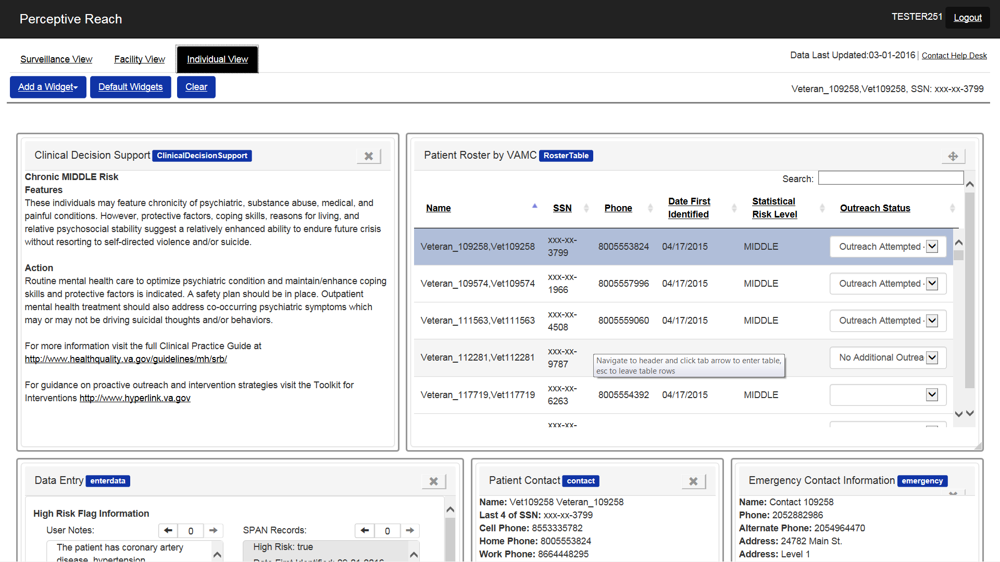 Perceptive Reach
TESTER251 Logout
Surveillance View Facility View Individual View
Data Last Updated:03-01-2016 | Contact Help Desk
Add a Widget Default Widgets Clear
Veteran_109258,Vet109258, SSN: xxx-xx-3799
Clinical Decision Support ClinicalDecisionSupport
Chronic MIDDLE Risk
Features
These individuals may feature chronicity of psychiatric, substance abuse, medical, and
painful conditions. However, protective factors, coping skills, reasons for living, and
relative psychosocial stability suggest a relatively enhanced ability to endure future crisis
without resorting to self-directed violence and/or suicide.
Action
Routine mental health care to optimize psychiatric condition and maintain/enhance coping
skills and protective factors is indicated. A safety plan should be in place. Outpatient
mental health treatment should also address co-occurring psychiatric symptoms which
may or may not be driving suicidal thoughts and/or behaviors.
For more information visit the full Clinical Practice Guide at
http://www.healthquality.va.gov/guidelines/mh/srb/
For guidance on proactive outreach and intervention strategies visit the Toolkit for
Interventions http://www.hyperlink.va.gov
Patient Roster by VAMC RosterTable
Search:
Name SSN Phone Date First Identified Statistical Risk Level Outreach Status
Veteran_109258,Vet109258 xxx-xx-3799 8005553824 04/17/2015 MIDDLE Outreach Attempted -
Veteran_109574,Vet109574 xxx-xx-1966 8005557996 04/17/2015 MIDDLE Outreach Attempted -
Veteran_111563,Vet111563 xxx-xx-4508 8005559060 04/17/2015 MIDDLE Outreach Attempted -
Veteran_112281,Vet112281 xxx-xx-9787 No Additional Outrea
Navigate to header and click tab arrow to enter table,
esc to leave table rows
Veteran_117719,Vet117719 xxx-xx-6263 8005554392 04/17/2015 MIDDLE
xxx-xx-
Data Entry enterdata
High Risk Flag Information
User Notes: 0 SPAN Records: 0
The patient has coronary artery
disease, hypertension
High Risk: true
Date First Identified: 09-01-2016
Patient Contact contact
Name: Vet109258 Veteran_109258
Last 4 of SSN: xxx-xx-3799
Cell Phone: 8553335782
Home Phone: 8005553824
Work Phone: 8664448295
Emergency Contact Information emergency
Name: Contact 109258
Phone: 2052882986
Alternate Phone: 2054964470
Address: 24782 Main St.
Address: Level 1